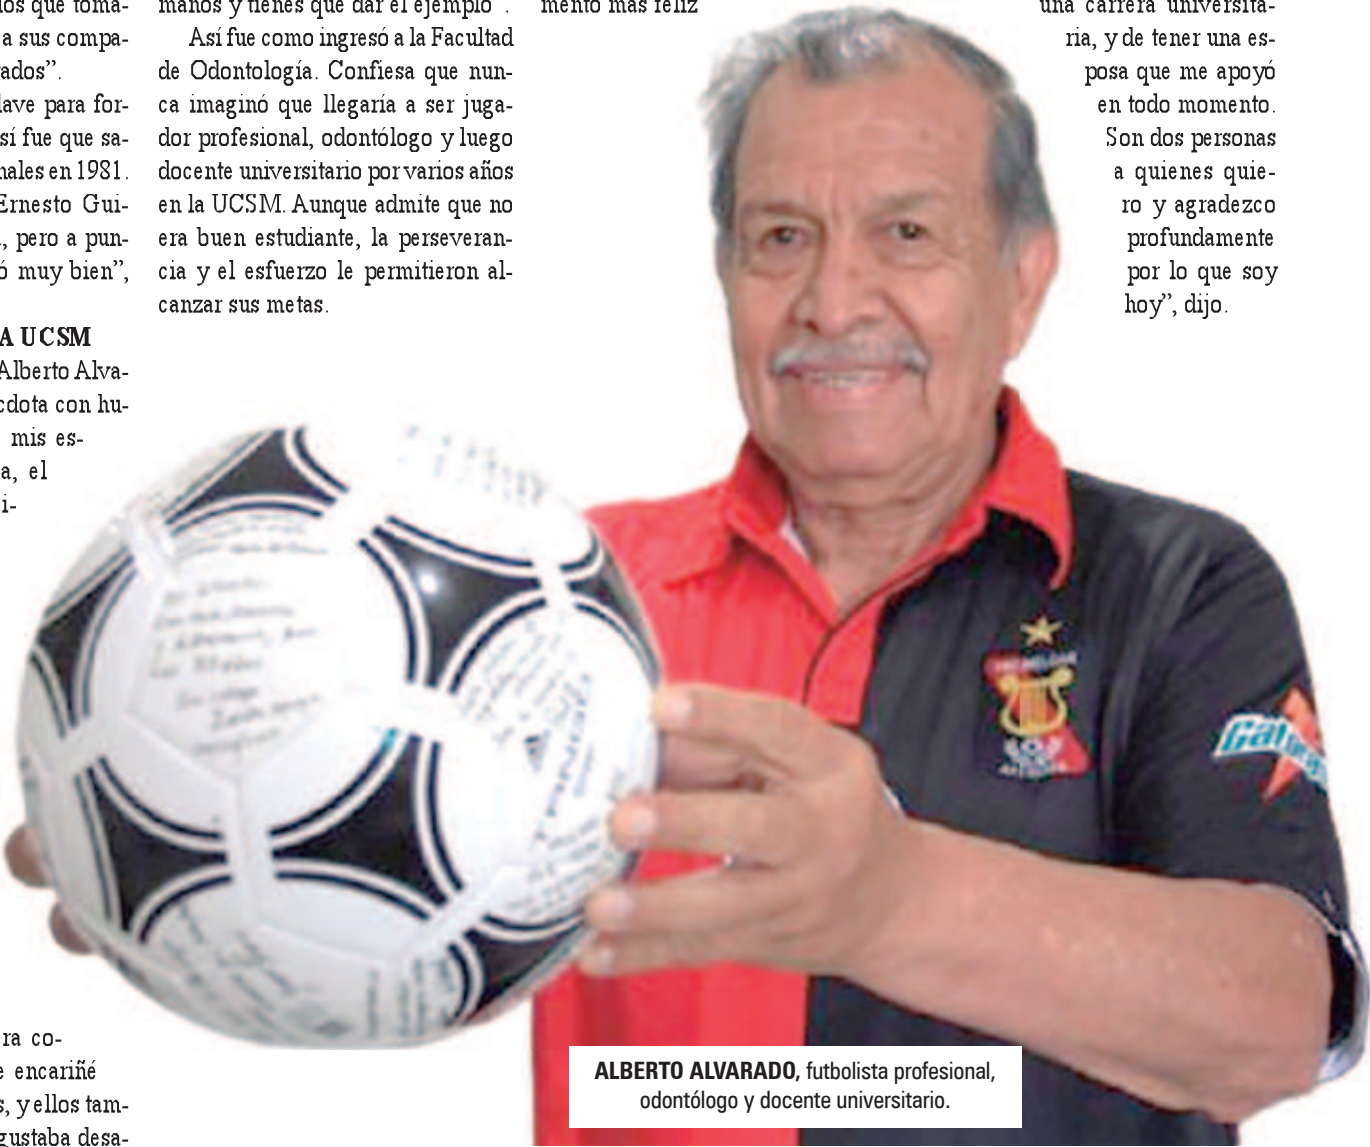 los que toma-
a sus compa-
rados”.
lave para for-
sí fue que sa-
nales en 1981.
Ernesto Gui-
, pero a pun-
ó muy bien”,
A UCSM
Alberto Alva-
cdota con hu-
mis es-
a, el
i-
ra co-
e encariñé
s, y ellos tam-
gustaba desa-
manos y tienes que dar el ejemplo”.
Así fue como ingresó a la Facultad
de Odontología. Confiesa que nun-
ca imaginó que llegaría a ser juga-
dor profesional, odontólogo y luego
docente universitario por varios años
en la UCSM. Aunque admite que no
era buen estudiante, la perseveran-
cia y el esfuerzo le permitieron al-
canzar sus metas.
mento más feliz
una carrera universita-
ria, y de tener una es-
posa que me apoyó
en todo momento.
Son dos personas
a quienes quie-
ro y agradezco
profundamente
por lo que soy
hoy”, dijo.
ALBERTO ALVARADO, futbolista profesional,
odontólogo y docente universitario.